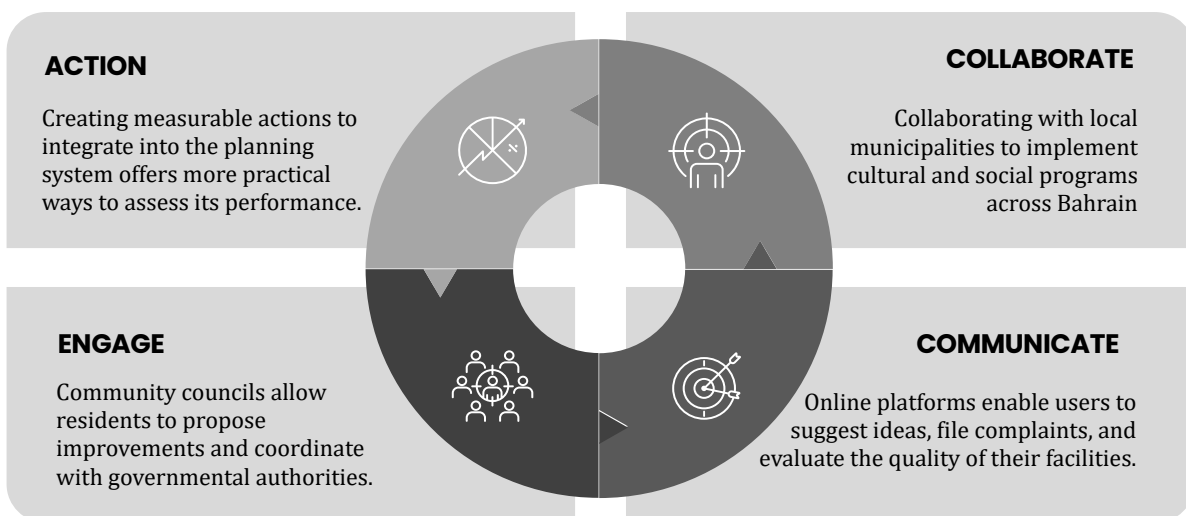 ACTION
Creating measurable actions to
integrate into the planning
system offers more practical
ways to assess its performance.
COLLABORATE
Collaborating with local
municipalities to implement
cultural and social programs
across Bahrain
ENGAGE
Community councils allow
residents to propose
improvements and coordinate
with governmental authorities.
COMMUNICATE
Online platforms enable users to
suggest ideas, file complaints, and
evaluate the quality of their facilities.